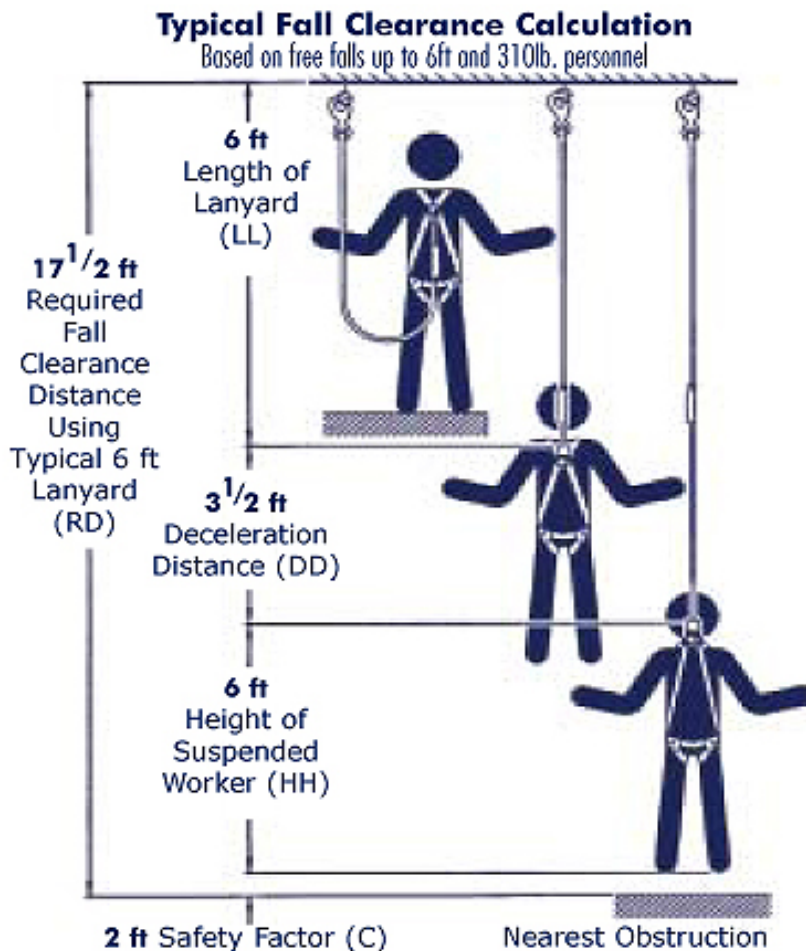 Typical Fall Clearance Calculation
Based on free falls up to 6ft and 310lb. personnel
6 ft
Length of
Lanyard
(LL)
17 1/2 ft
Required
Fall
Clearance
Distance
Using
Typical 6 ft
Lanyard
(RD)
3 1/2 ft
Deceleration
Distance (DD)
6 ft
Height of
Suspended
Worker (HH)
2 ft Safety Factor (C)
Nearest Obstruction